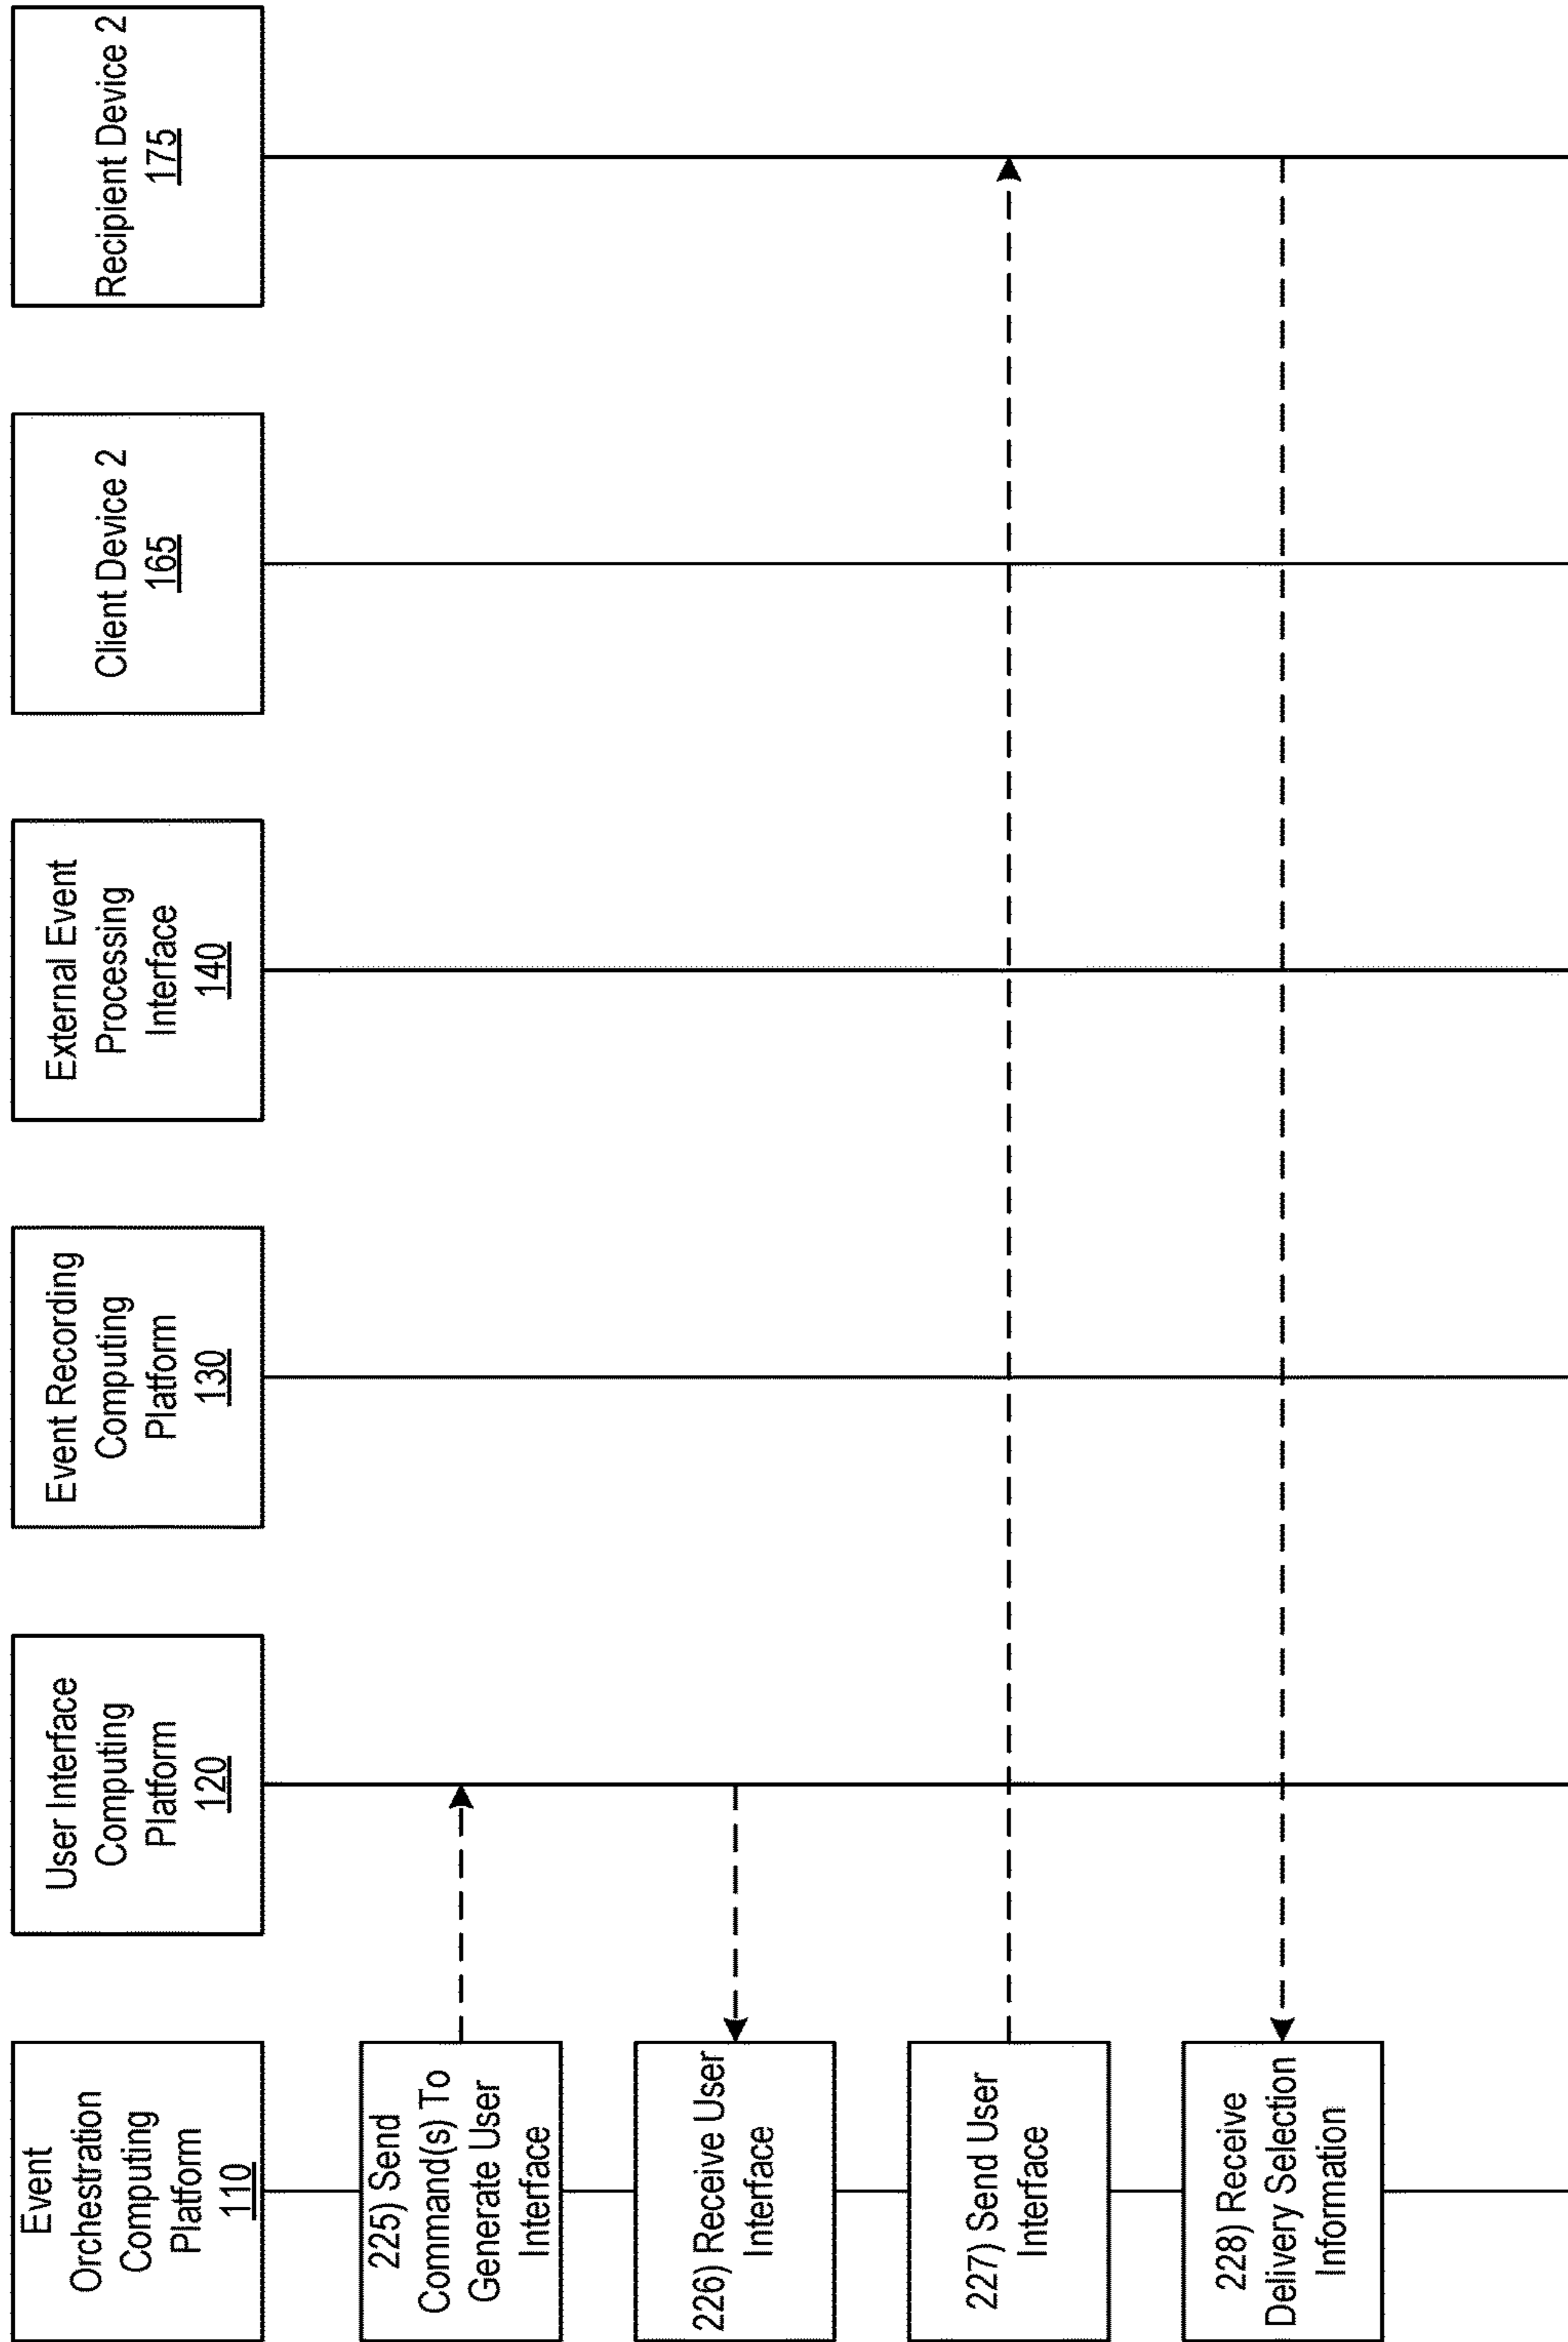 Event
Orchestration
Computing
Platform
110
User Interface
Computing
Platform
120
Event Recording
Computing
Platform
130
External Event
Processing
Interface
140
Client Device 2
165
Recipient Device 2
175
225) Send
Command(s) To
Generate User
Interface
226) Receive User
Interface
227) Send User
Interface
228) Receive
Delivery Selection
Information